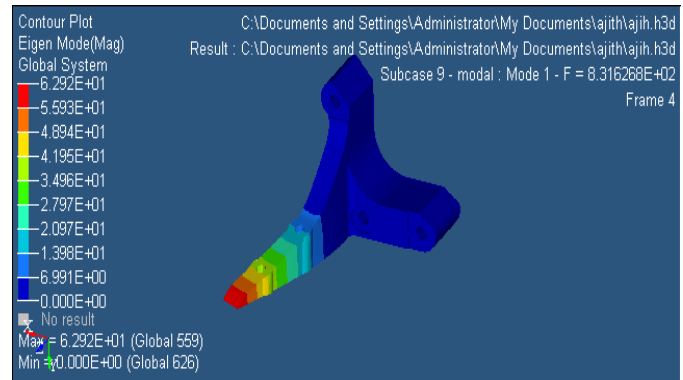 Contour Plot
Eigen Mode(Mag)
Global System
6.292E+01
5.593E+01
4.894E+01
4.195E+01
3.496E+01
2.797E+01
2.097E+01
1.398E+01
6.991E+00
0.000E+00
No result
Max = 6.292E+01 (Global 559)
Min = 0.000E+00 (Global 626)
X
y
C:\Documents and Settings\Administrator\My Documents\ajith\ajih.h3d
Result : C:\Documents and Settings\Administrator\My Documents\ajith\ajih.h3d
Subcase 9 - modal : Mode 1 - F = 8.316268E+02
Frame 4